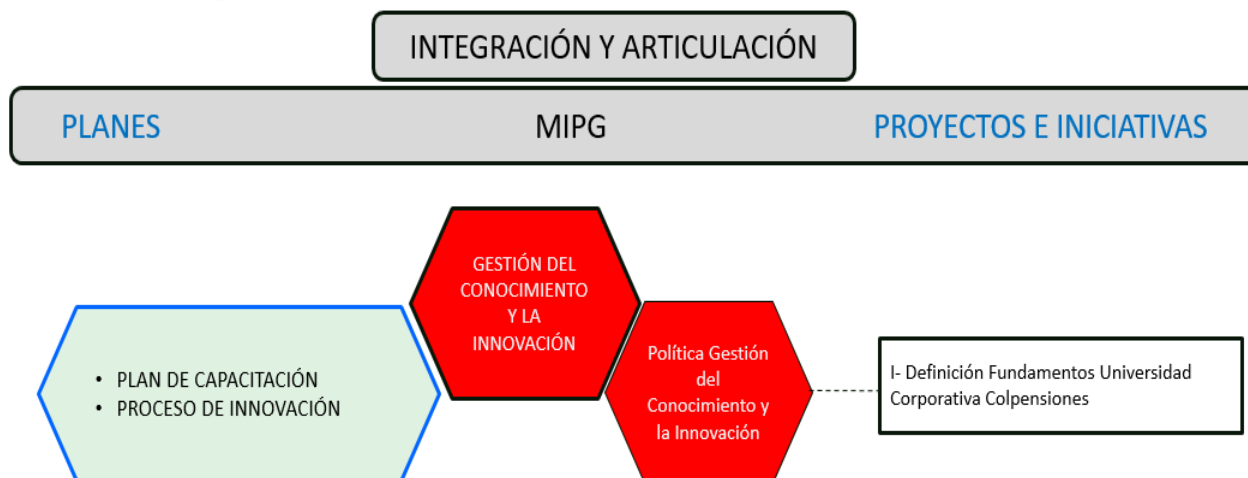 INTEGRACIÓN Y ARTICULACIÓN
PLANES
MIPG
PROYECTOS E INICIATIVAS
GESTIÓN DEL
CONOCIMIENTO
Y LA
INNOVACIÓN
• PLAN DE CAPACITACIÓN
• PROCESO DE INNOVACIÓN
Política Gestión
del
Conocimiento y
la Innovación
I- Definición Fundamentos Universidad
Corporativa Colpensiones